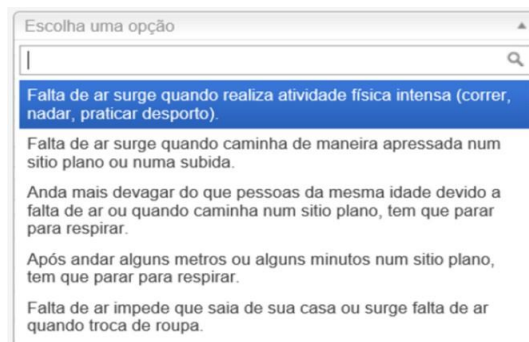 Escolha uma opção
Falta de ar surge quando realiza atividade física intensa (correr,
nadar, praticar desporto).
Falta de ar surge quando caminha de maneira apressada num
sitio plano ou numa subida.
Anda mais devagar do que pessoas da mesma idade devido a
falta de ar ou quando caminha num sitio plano, tem que parar
para respirar.
Após andar alguns metros ou alguns minutos num sitio plano,
tem que parar para respirar.
Falta de ar impede que saia de sua casa ou surge falta de ar
quando troca de roupa.